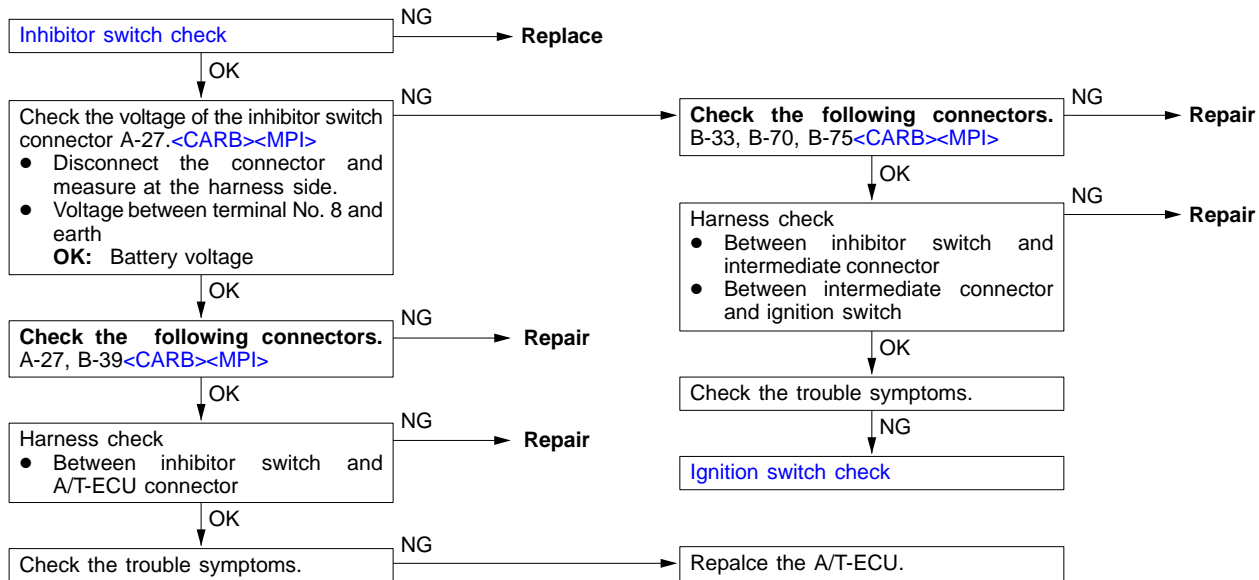 Inhibitor switch check
NG
Replace
OK
Check the voltage of the inhibitor switch
connector A-27.<CARB><MPI>
● Disconnect the connector and
measure at the harness side.
● Voltage between terminal No. 8 and
earth
OK: Battery voltage
NG
OK
Check the following connectors.
A-27, B-39<CARB><MPI>
NG
Repair
OK
Harness check
● Between inhibitor switch and
A/T-ECU connector
NG
Repair
OK
Check the trouble symptoms.
NG
Repalce the A/T-ECU.
Check the following connectors.
B-33, B-70, B-75<CARB><MPI>
NG
Repair
OK
Harness check
● Between inhibitor switch and
intermediate connector
● Between intermediate connector
and ignition switch
NG
Repair
OK
Check the trouble symptoms.
NG
Ignition switch check